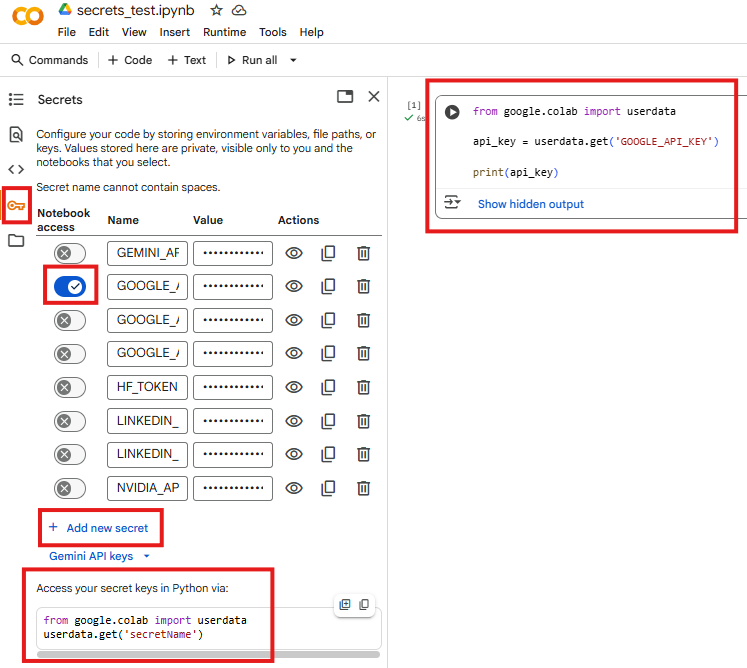 secrets_test.ipynb
File Edit View Insert Runtime Tools Help
Commands + Code + Text Run all
Secrets
Configure your code by storing environment variables, file paths, or
keys. Values stored here are private, visible only to you and the
notebooks that you select.
Secret name cannot contain spaces.
Notebook
access
Name Value Actions
GEMINI_AP
GOOGLE_A
GOOGLE_A
GOOGLE_A
HF_TOKEN
LINKEDIN_
LINKEDIN_
NVIDIA_AP
+ Add new secret
Gemini API keys
Access your secret keys in Python via:
from google.colab import userdata
userdata.get('secretName')
[1]
6s
from google.colab import userdata
api_key = userdata.get('GOOGLE_API_KEY')
print(api_key)
Show hidden output